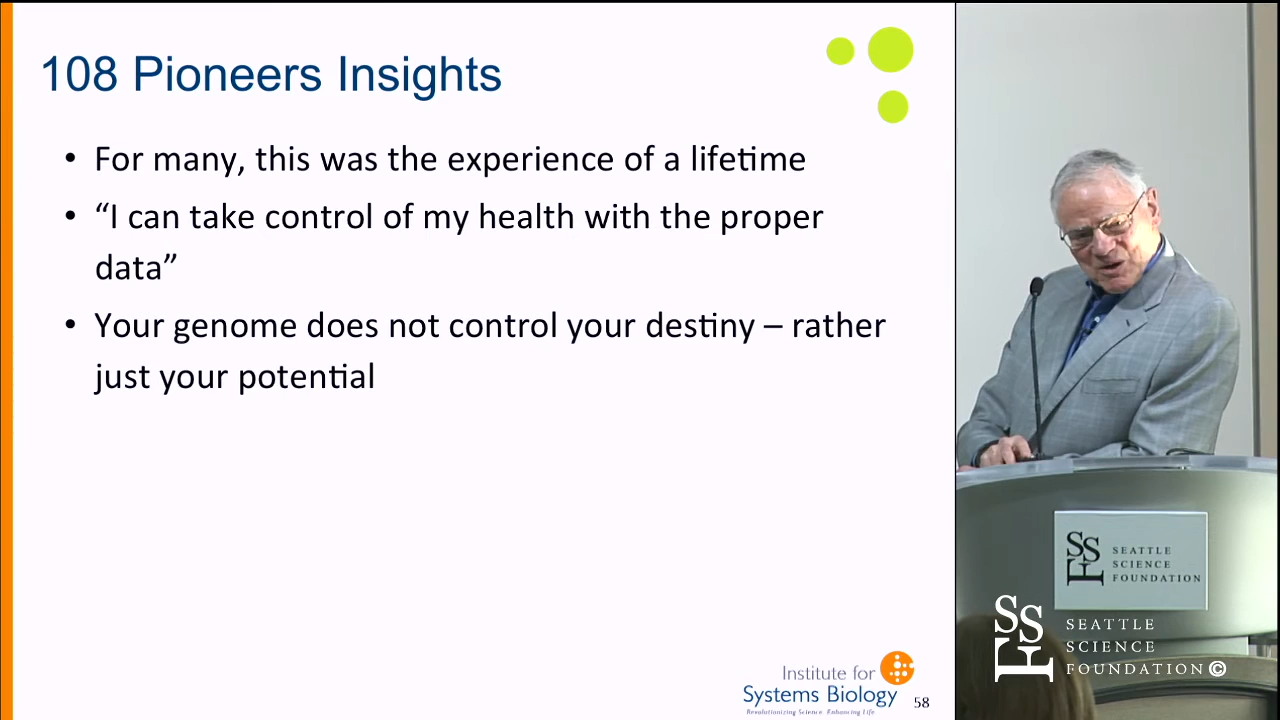 108 Pioneers Insights
• For many, this was the experience of a lifetime
• “I can take control of my health with the proper
data”
• Your genome does not control your destiny – rather
just your potential
Institute for
Systems Biology
Revolutionizing Science. Enhancing Life
58
SSF
SEATTLE
SCIENCE
FOUNDATION
SSF
SEATTLE
SCIENCE
FOUNDATION©